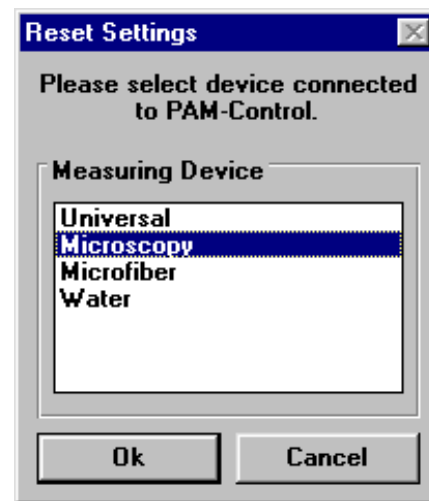 Reset Settings
Please select device connected
to PAM-Control.
Measuring Device
Universal
Microscopy
Microfiber
Water
Ok
Cancel